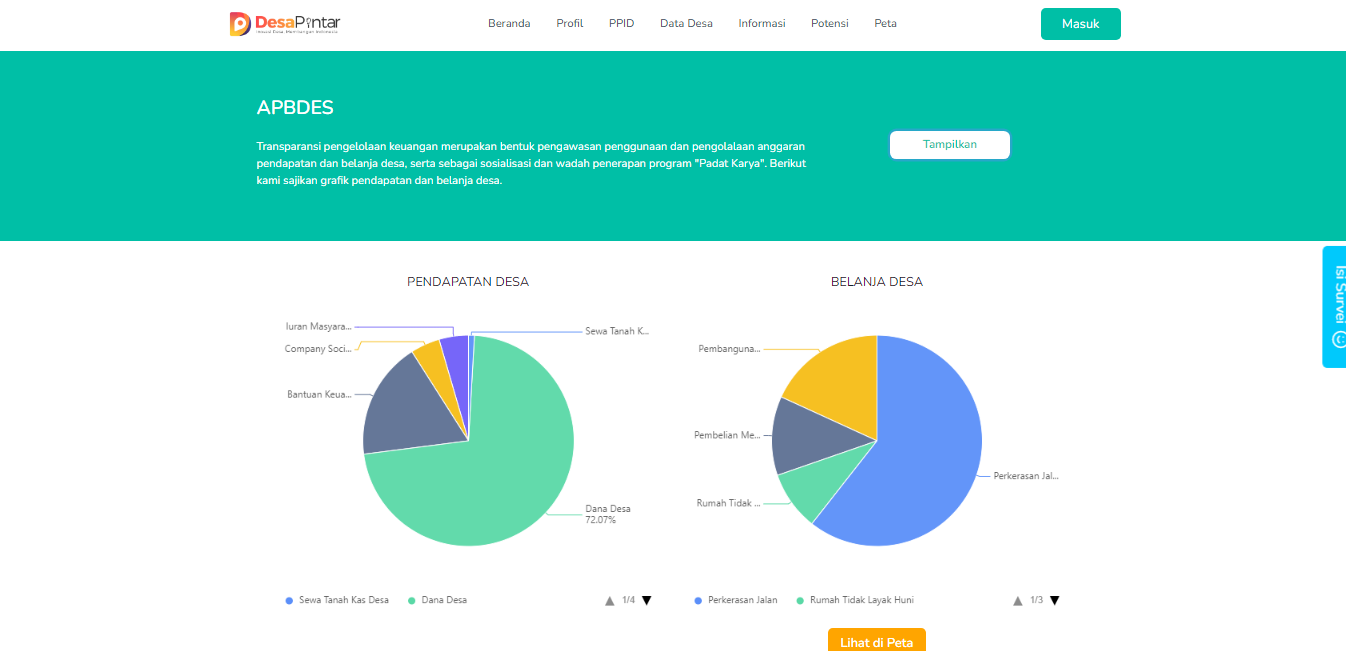 DesaPintar
Inovasi Desa Membangun Indonesia
Beranda
Profil
PPID
Data Desa
Informasi
Potensi
Peta
Masuk
APBDES
Transparansi pengelolaan keuangan merupakan bentuk pengawasan penggunaan dan pengolalaan anggaran
pendapatan dan belanja desa, serta sebagai sosialisasi dan wadah penerapan program "Padat Karya". Berikut
kami sajikan grafik pendapatan dan belanja desa.
Tampilkan
Isi Survei
PENDAPATAN DESA
Iuran Masyara...
Sewa Tanah K...
Company Soci...
Bantuan Keua...
Dana Desa
72.07%
Sewa Tanah Kas Desa
Dana Desa
1/4
BELANJA DESA
Pembanguna...
Pembelian Me...
Perkerasan Jal...
Rumah Tidak ...
Perkerasan Jalan
Rumah Tidak Layak Huni
1/3
Lihat di Peta